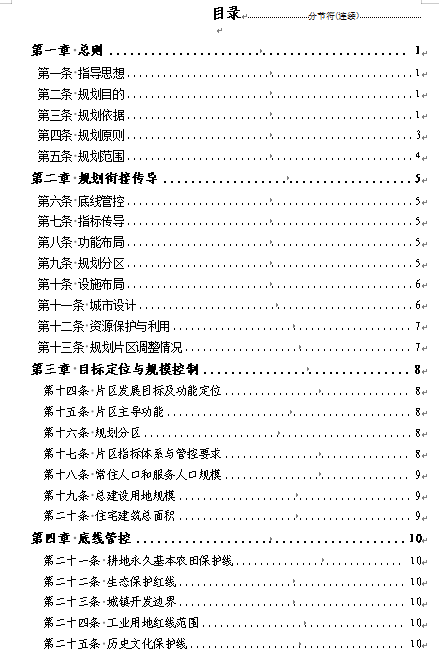 目录 分节符(连续)
第一章 总则 1
第一条 指导思想 1
第二条 规划目的 1
第三条 规划依据 1
第四条 规划原则 3
第五条 规划范围 4
第二章 规划衔接传导 5
第六条 底线管控 5
第七条 指标传导 5
第八条 功能布局 5
第九条 规划分区 5
第十条 设施布局 6
第十一条 城市设计 6
第十二条 资源保护与利用 7
第十三条 规划片区调整情况 7
第三章 目标定位与规模控制 8
第十四条 片区发展目标及功能定位 8
第十五条 片区主导功能 8
第十六条 规划分区 8
第十七条 片区指标体系与管控要求 8
第十八条 常住人口和服务人口规模 9
第十九条 总建设用地规模 9
第二十条 住宅建筑总面积 9
第四章 底线管控 10
第二十一条 耕地永久基本农田保护线 10
第二十二条 生态保护红线 10
第二十三条 城镇开发边界 10
第二十四条 工业用地红线范围 10
第二十五条 历史文化保护线 10